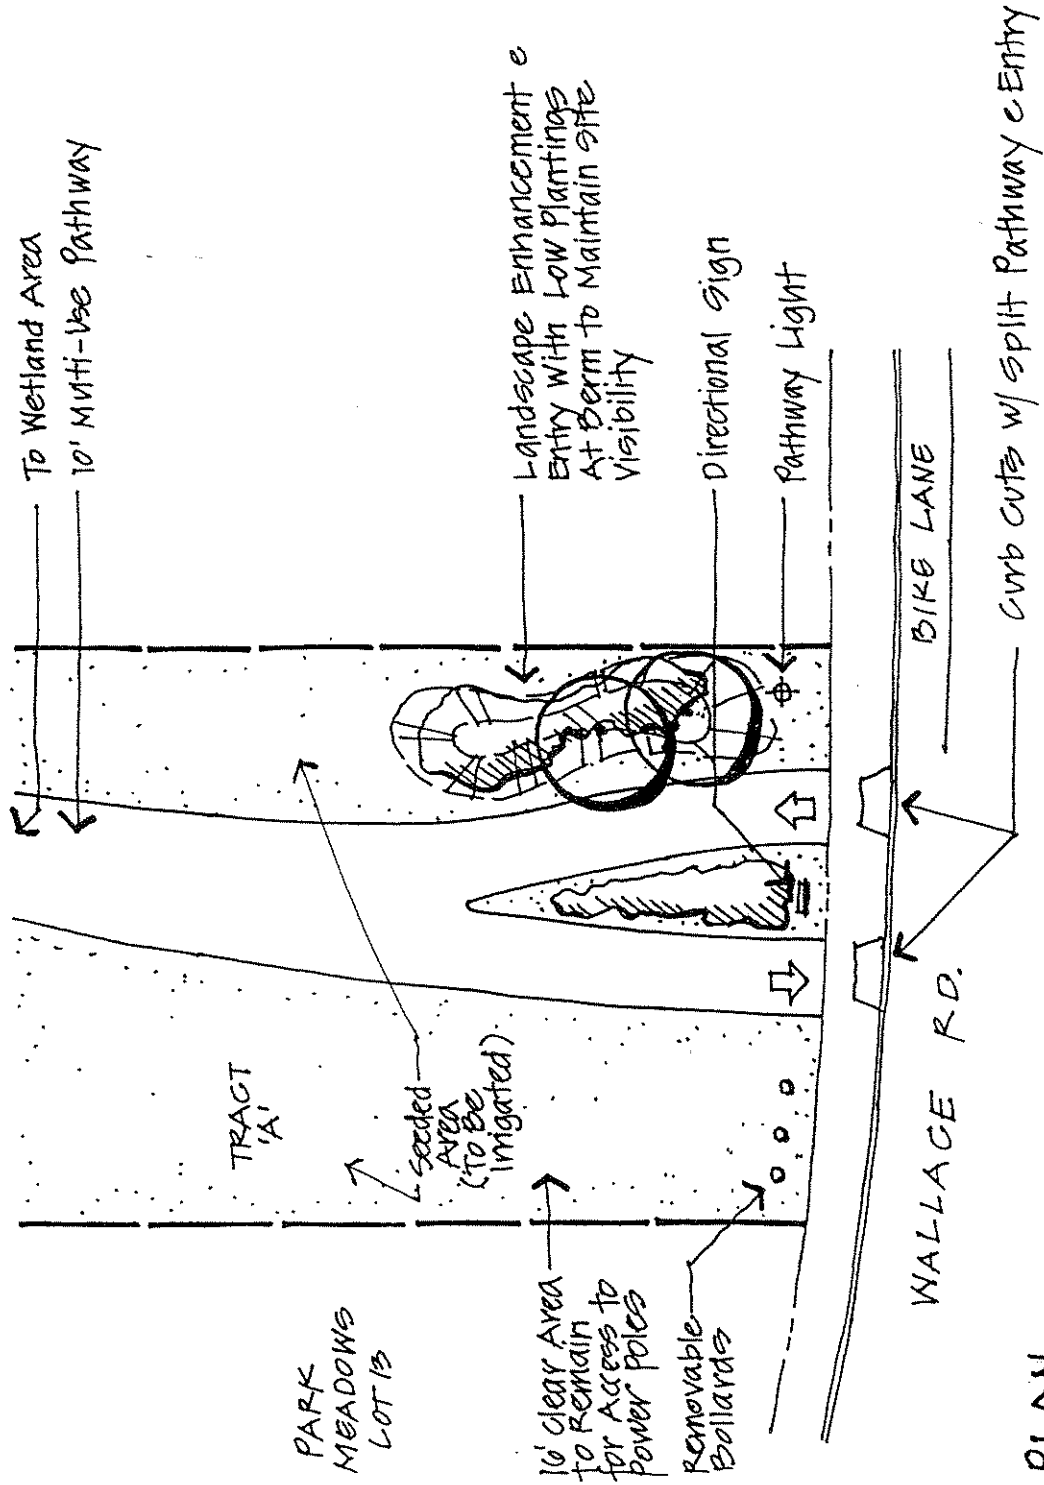 To Wetland Area
10' Mutli-Use Pathway
Landscape Enhancement e
Entry With Low Plantings
At Berm to Maintain Site
Visibility
Directional Sign
Pathway Light
BIKE LANE
Curb Cuts w/ Split Pathway e Entry
TRACT
'A'
Seeded
Area
(To Be
Irrigated)
WALLACE RD.
PARK
MEADOWS
LOT 13
16' Clear Area
to Remain
for Access to
Power Poles
Removable
Bollards
PLAN